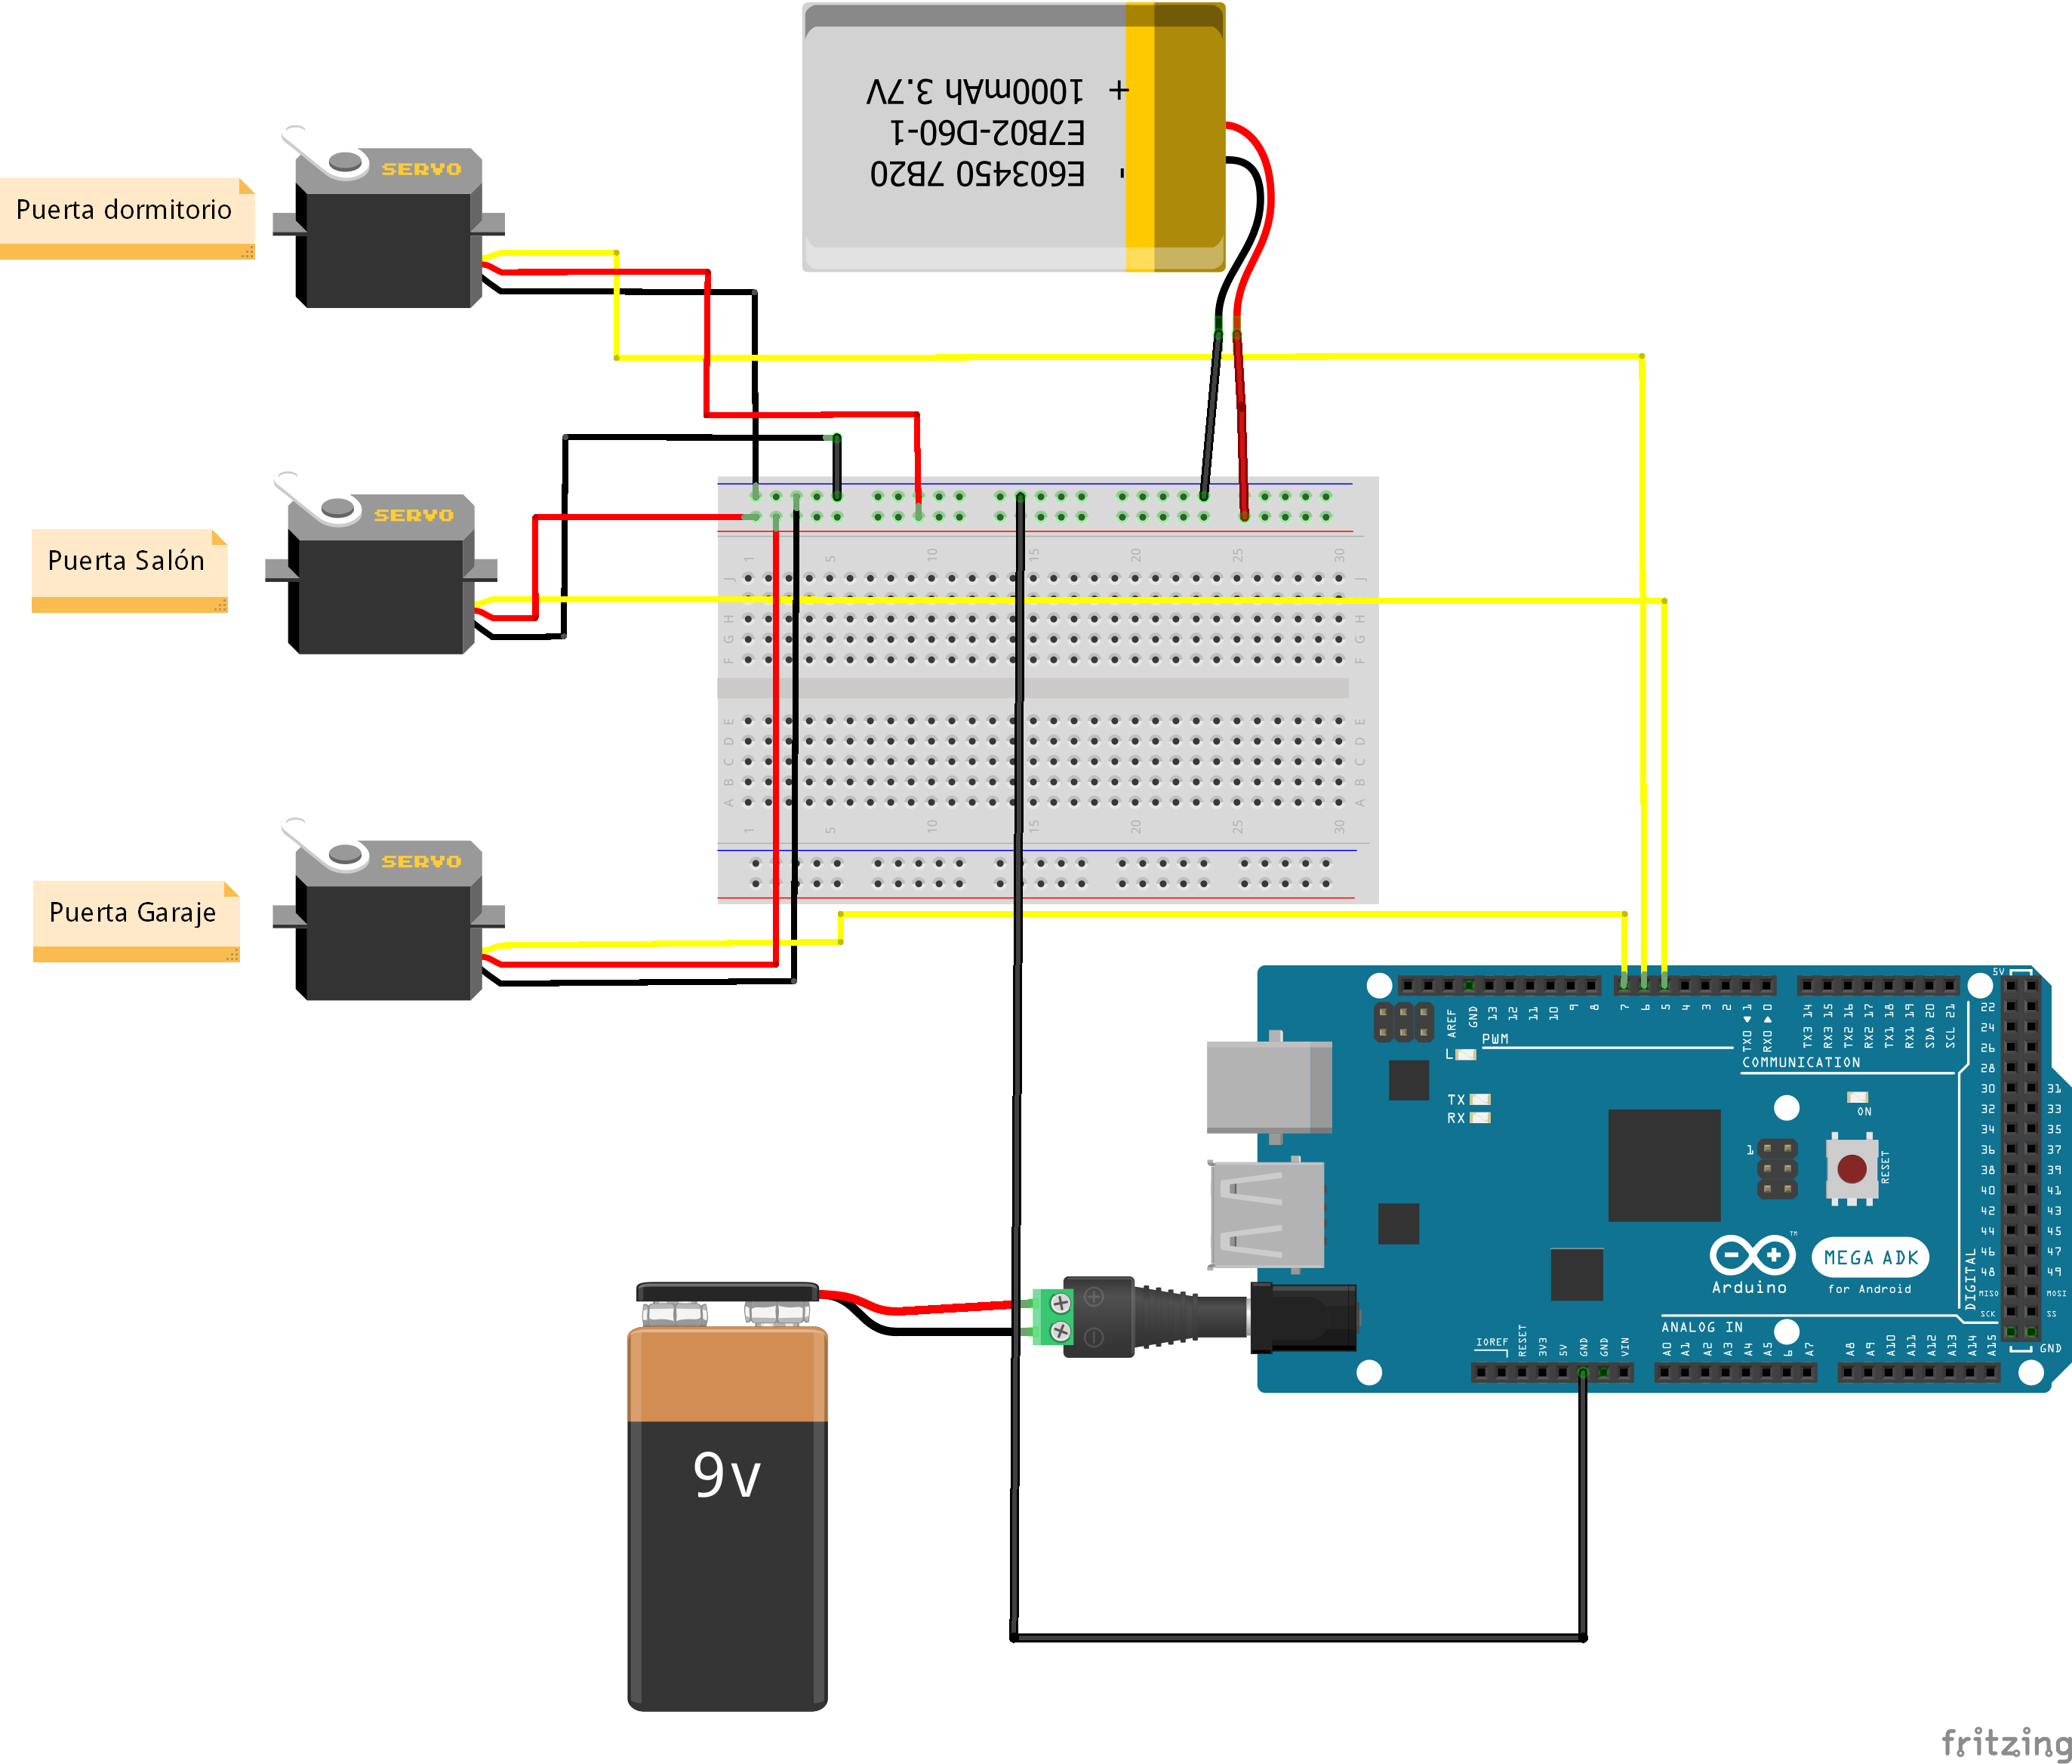 + 1000mAh 3.7V
E7B02-D60-1
- E603450 7B20
SERVO
Puerta dormitorio
SERVO
Puerta Salón
1 5 10 15 20 25 30
J J
H H
G G
F F
E E
D D
C C
B B
A A
1 5 10 15 20 25 30
SERVO
Puerta Garaje
5V
AREF GND 13 12 11 10 9 8
7 6 5 4 3 2 TX0 1 RX0 0
TX3 14 RX3 15 TX2 16 RX2 17 TX1 18 RX1 19 SDA 20 SCL 21
PWM
L
COMMUNICATION
TX
RX
ON
1
RESET
22
24
26
28
30 31
32 33
34 35
36 37
38 39
40 41
42 43
44 45
46 47
48 49
MISO MOSI
SCK SS
GND
DIGITAL
TM
Arduino
MEGA ADK
for Android
ANALOG IN
IOREF RESET 3V3 5V GND GND VIN
A0 A1 A2 A3 A4 A5 6 A7
A8 A9 A10 A11 A12 A13 A14 A15
9v
fritzing